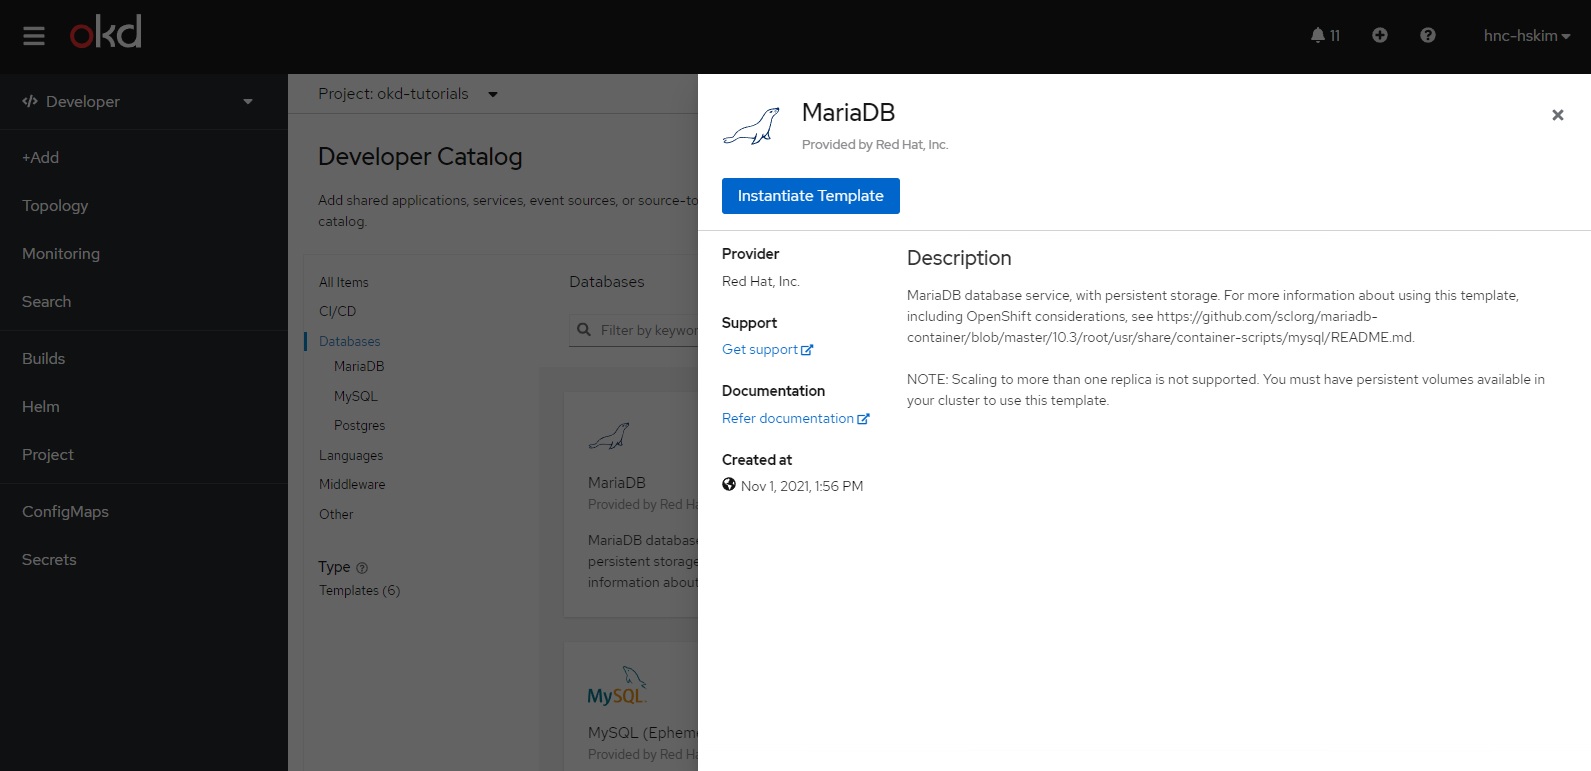 okd
11
hnc-hskim
Developer
+Add
Topology
Monitoring
Search
Builds
Helm
Project
ConfigMaps
Secrets
Project: okd-tutorials
Developer Catalog
Add shared applications, services, event sources, or source-to
catalog.
All Items
CI/CD
Databases
MariaDB
MySQL
Postgres
Languages
Middleware
Other
Type
Templates (6)
Databases
Filter by keywor
MariaDB
Provided by Red Ha
MariaDB database
persistent storage
information about
MySQL
MySQL (Epheme
Provided by Red Ha
MariaDB
Provided by Red Hat, Inc.
Instantiate Template
Provider
Red Hat, Inc.
Support
Get support
Documentation
Refer documentation
Created at
Nov 1, 2021, 1:56 PM
Description
MariaDB database service, with persistent storage. For more information about using this template,
including OpenShift considerations, see https://github.com/sclorg/mariadb-
container/blob/master/10.3/root/usr/share/container-scripts/mysql/README.md.
NOTE: Scaling to more than one replica is not supported. You must have persistent volumes available in
your cluster to use this template.